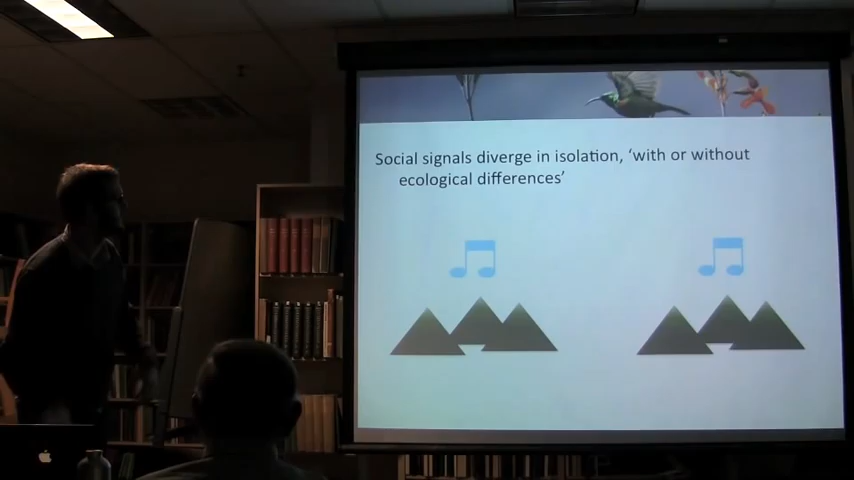 Social signals diverge in isolation, ‘with or without
ecological differences’